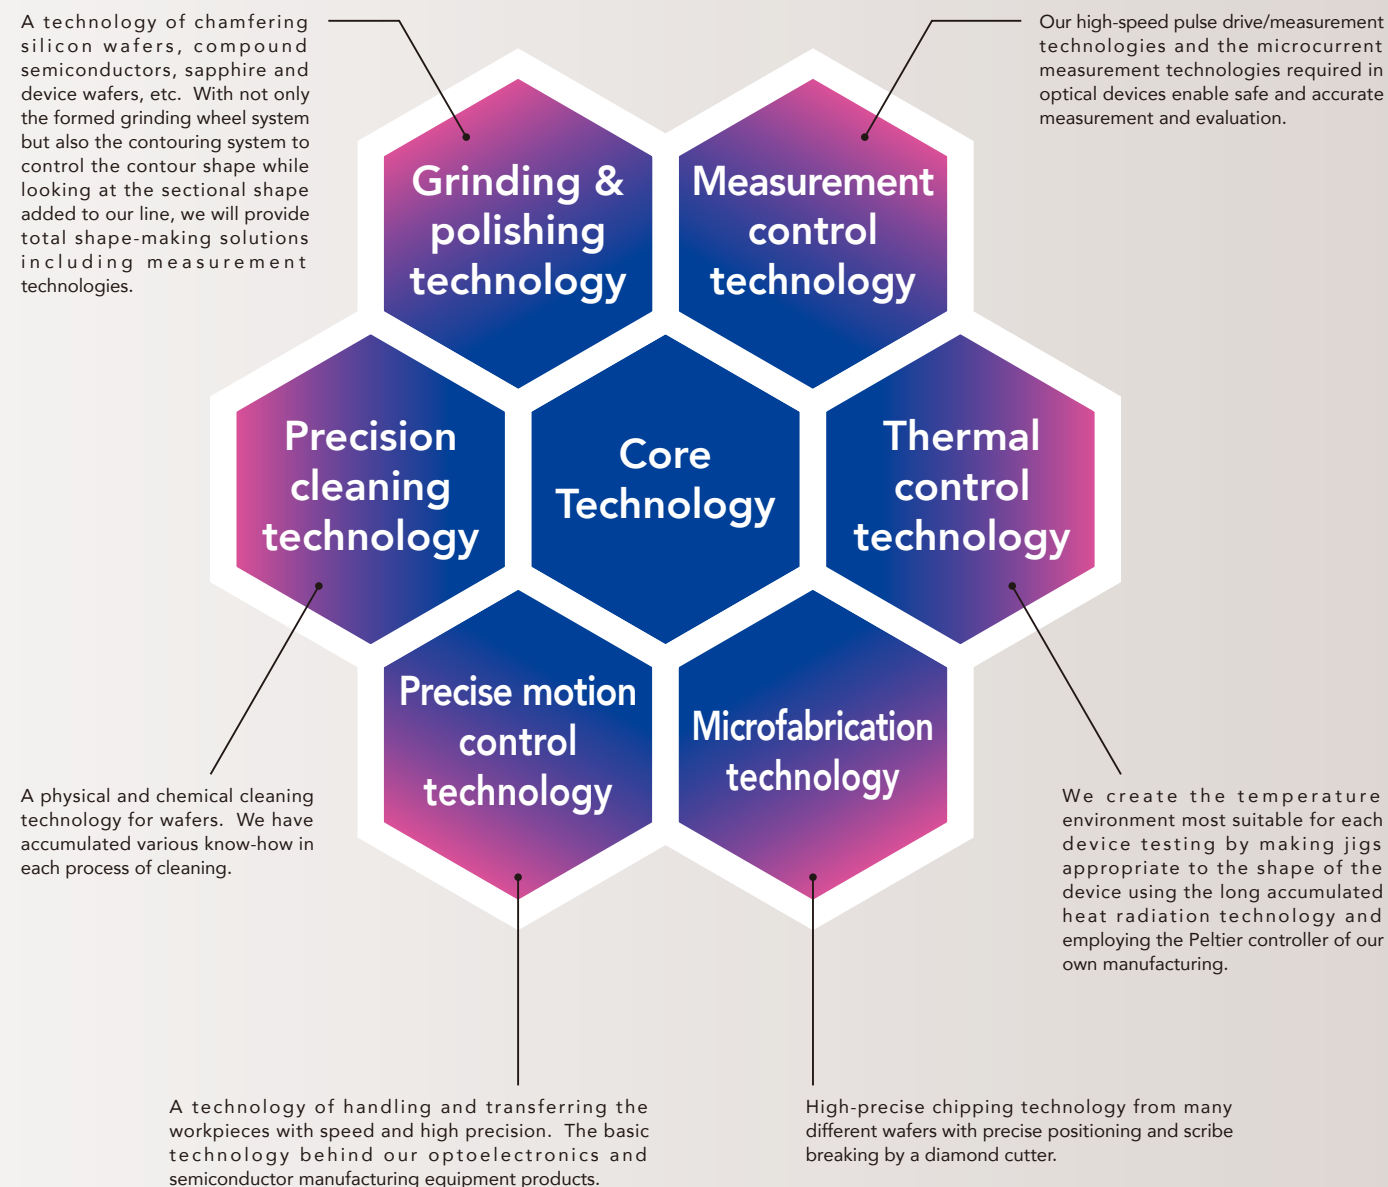 A technology of chamfering
silicon wafers, compound
semiconductors, sapphire and
device wafers, etc. With not only
the formed grinding wheel system
but also the contouring system to
control the contour shape while
looking at the sectional shape
added to our line, we will provide
total shape-making solutions
including measurement
technologies.
Our high-speed pulse drive/measurement
technologies and the microcurrent
measurement technologies required in
optical devices enable safe and accurate
measurement and evaluation.
Grinding &
polishing
technology
Measurement
control
technology
Precision
cleaning
technology
Core
Technology
Thermal
control
technology
Precise motion
control
technology
Microfabrication
technology
A physical and chemical cleaning
technology for wafers. We have
accumulated various know-how in
each process of cleaning.
We create the temperature
environment most suitable for each
device testing by making jigs
appropriate to the shape of the
device using the long accumulated
heat radiation technology and
employing the Peltier controller of our
own manufacturing.
A technology of handling and transferring the
workpieces with speed and high precision. The basic
technology behind our optoelectronics and
semiconductor manufacturing equipment products.
High-precise chipping technology from many
different wafers with precise positioning and scribe
breaking by a diamond cutter.